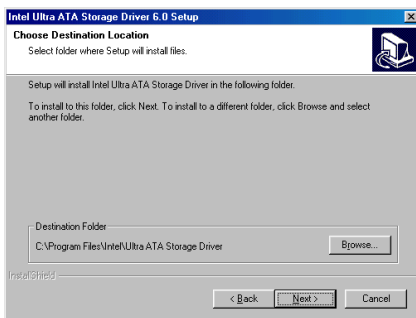 Intel Ultra ATA Storage Driver 6.0 Setup
Choose Destination Location
Select folder where Setup will install files.
Setup will install Intel Ultra ATA Storage Driver in the following folder.
To install to this folder, click Next. To install to a different folder, click Browse and select
another folder.
Destination Folder
C:\Program Files\Intel\Ultra ATA Storage Driver
Browse...
InstallShield
< Back
Next >
Cancel